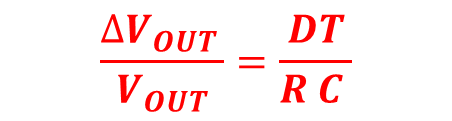 ΔV_OUT / V_OUT = DT / R C